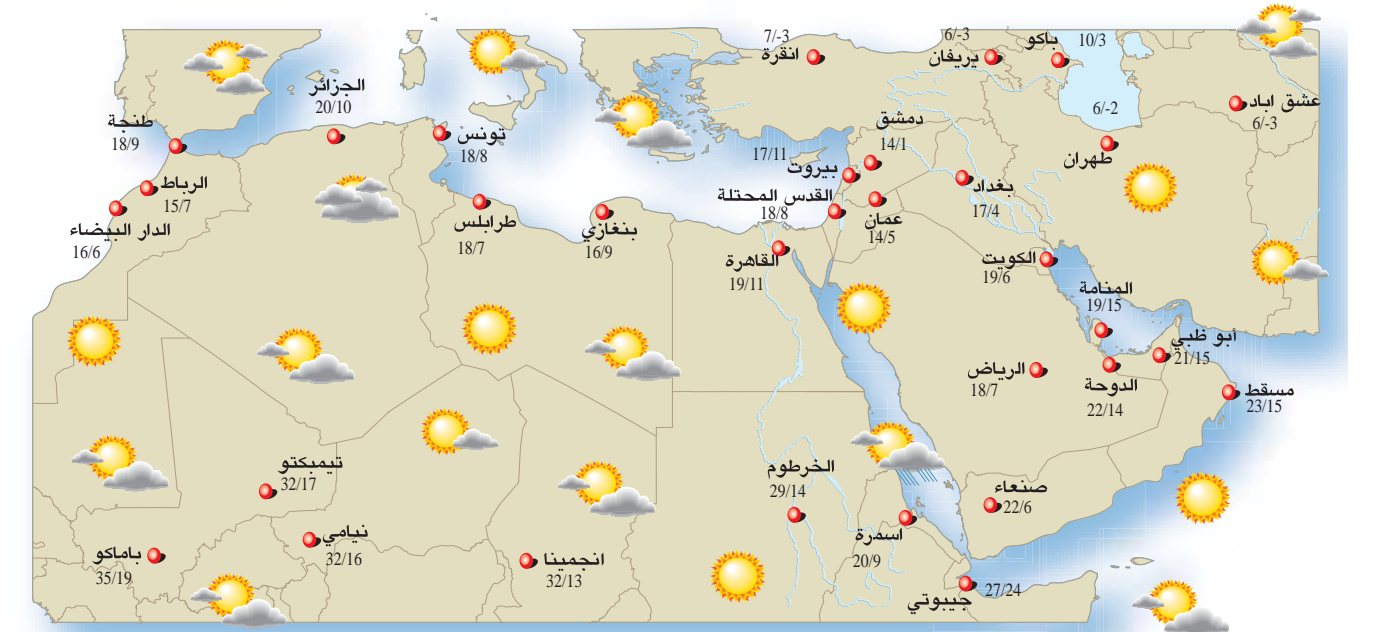 7/-3
انقرة
6/-3
يريفان
باكو
10/3
عشق اباد
6/-3
6/-2
طهران
الجزائر
20/10
طنجة
18/9
تونس
18/8
الرباط
15/7
الدار البيضاء
16/6
طرابلس
18/7
بنغازي
16/9
دمشق
14/1
17/11
بيروت
القدس المحتلة
18/8
عمان
14/5
بغداد
17/4
القاهرة
19/11
الكويت
19/6
المنامة
19/15
أبو ظبي
21/15
الرياض
18/7
الدوحة
22/14
مسقط
23/15
تيمبكتو
32/17
نيامي
32/16
باماكو
35/19
انجمينا
32/13
الخرطوم
29/14
اسمرة
20/9
صنعاء
22/6
27/24
جيبوتي